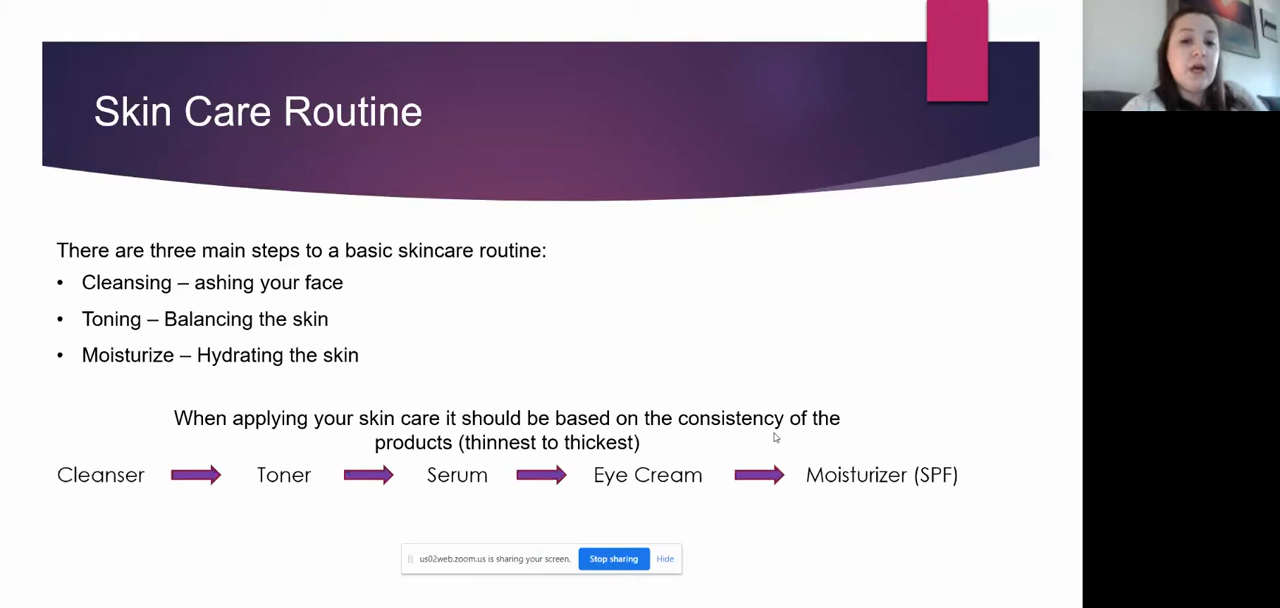 Skin Care Routine
There are three main steps to a basic skincare routine:
• Cleansing – ashing your face
• Toning – Balancing the skin
• Moisturize – Hydrating the skin
When applying your skin care it should be based on the consistency of the
products (thinnest to thickest)
Cleanser Toner Serum Eye Cream Moisturizer (SPF)
us02web.zoom.us is sharing your screen. Stop sharing Hide